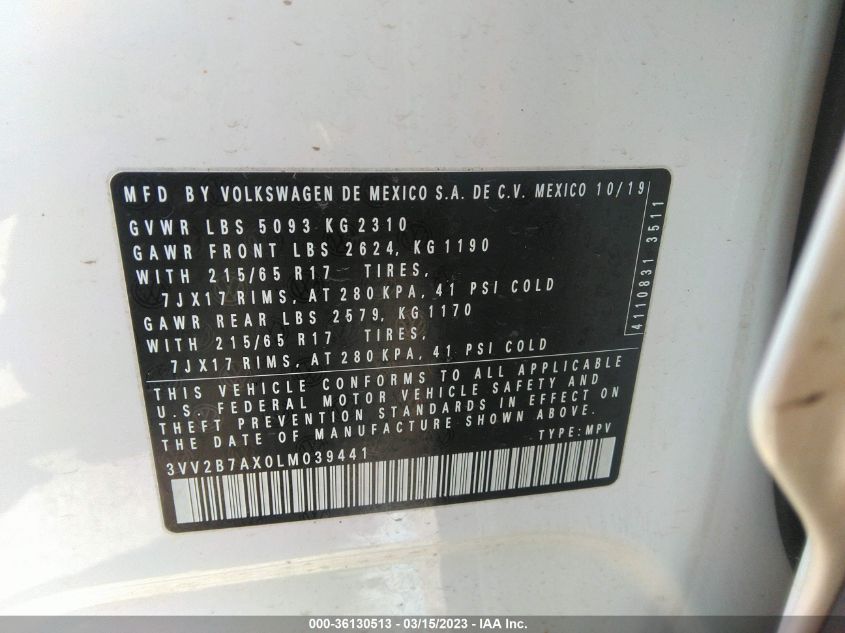 MFD BY VOLKSWAGEN DE MEXICO S.A. DE C.V. MEXICO 10/19
GVWR LBS 5093 KG 2310
GAWR FRONT LBS 2624, KG 1190
WITH 215/65 R17 TIRES,
7JX17 RIMS, AT 280 KPA, 41 PSI COLD
GAWR REAR LBS 2579, KG 1170
WITH 215/65 R17 TIRES,
7JX17 RIMS, AT 280 KPA, 41 PSI COLD
4110831 3511
THIS VEHICLE CONFORMS TO ALL APPLICABLE
U.S. FEDERAL MOTOR VEHICLE SAFETY AND
THEFT PREVENTION STANDARDS IN EFFECT ON
THE DATE OF MANUFACTURE SHOWN ABOVE.
TYPE: MPV
3VV2B7AX0LM039441
000-36130513 - 03/15/2023 - IAA Inc.